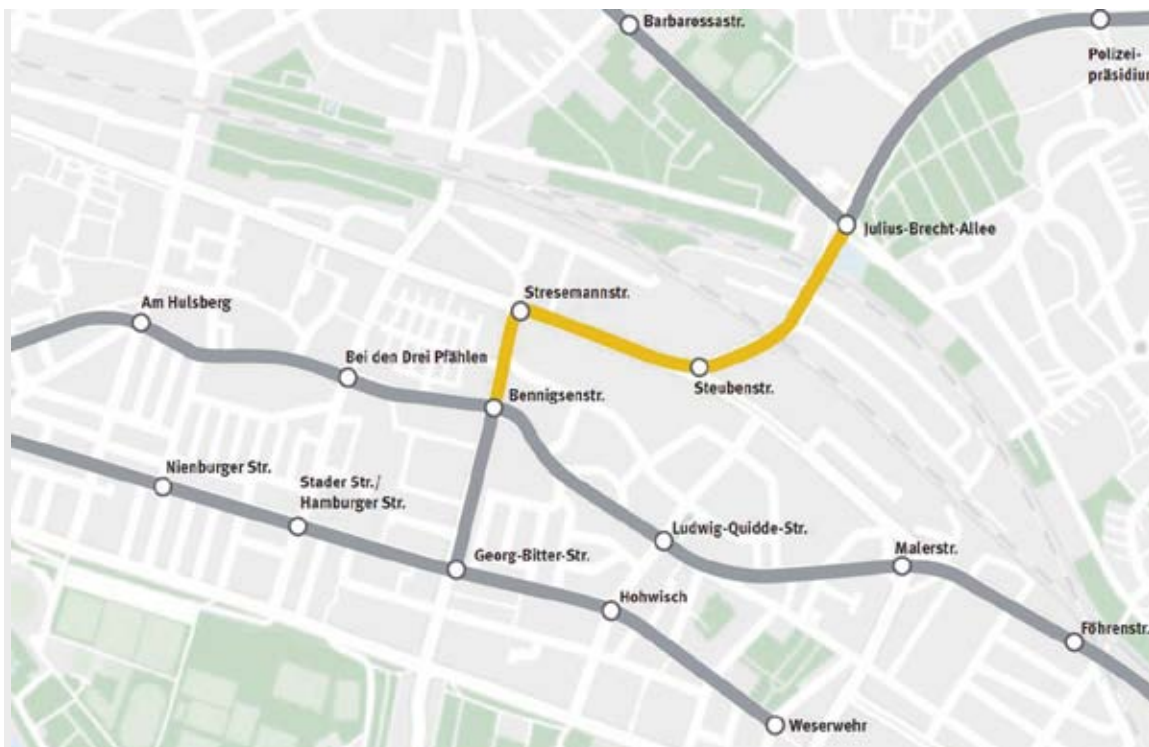 Barbarossastr.
Polizei-
Julius-Brecht-Allee
Stresemannstr.
Am Hulsberg
Bei den Drei Pfählen
Steubenstr.
Bennigsenstr.
Nienburger Str.
Stader Str./
Hamburger Str.
Ludwig-Quidde-Str.
Malerstr.
Georg-Bitter-Str.
Hohwisch
Föhrenstr.
Weserwehr